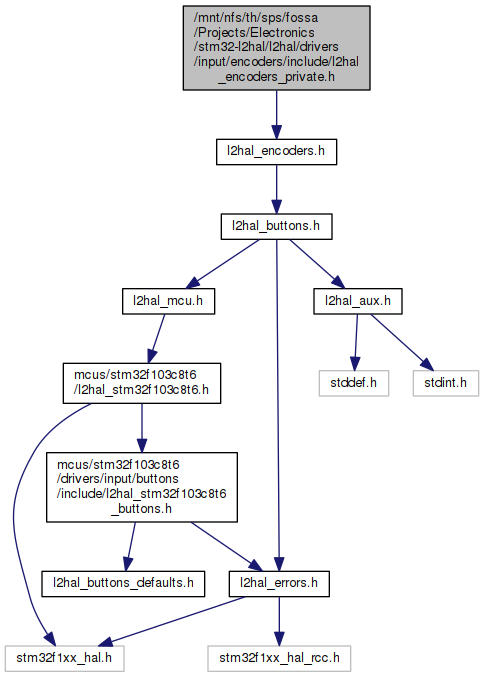 /mnt/nfs/th/sps/fossa
/Projects/Electronics
/stm32-l2hal/l2hal/drivers
/input/encoders/include/l2hal
_encoders_private.h
l2hal_encoders.h
l2hal_buttons.h
l2hal_mcu.h
l2hal_aux.h
mcus/stm32f103c8t6
/l2hal_stm32f103c8t6.h
stddef.h
stdint.h
mcus/stm32f103c8t6
/drivers/input/buttons
/include/l2hal_stm32f103c8t6
_buttons.h
l2hal_buttons_defaults.h
l2hal_errors.h
stm32f1xx_hal.h
stm32f1xx_hal_rcc.h